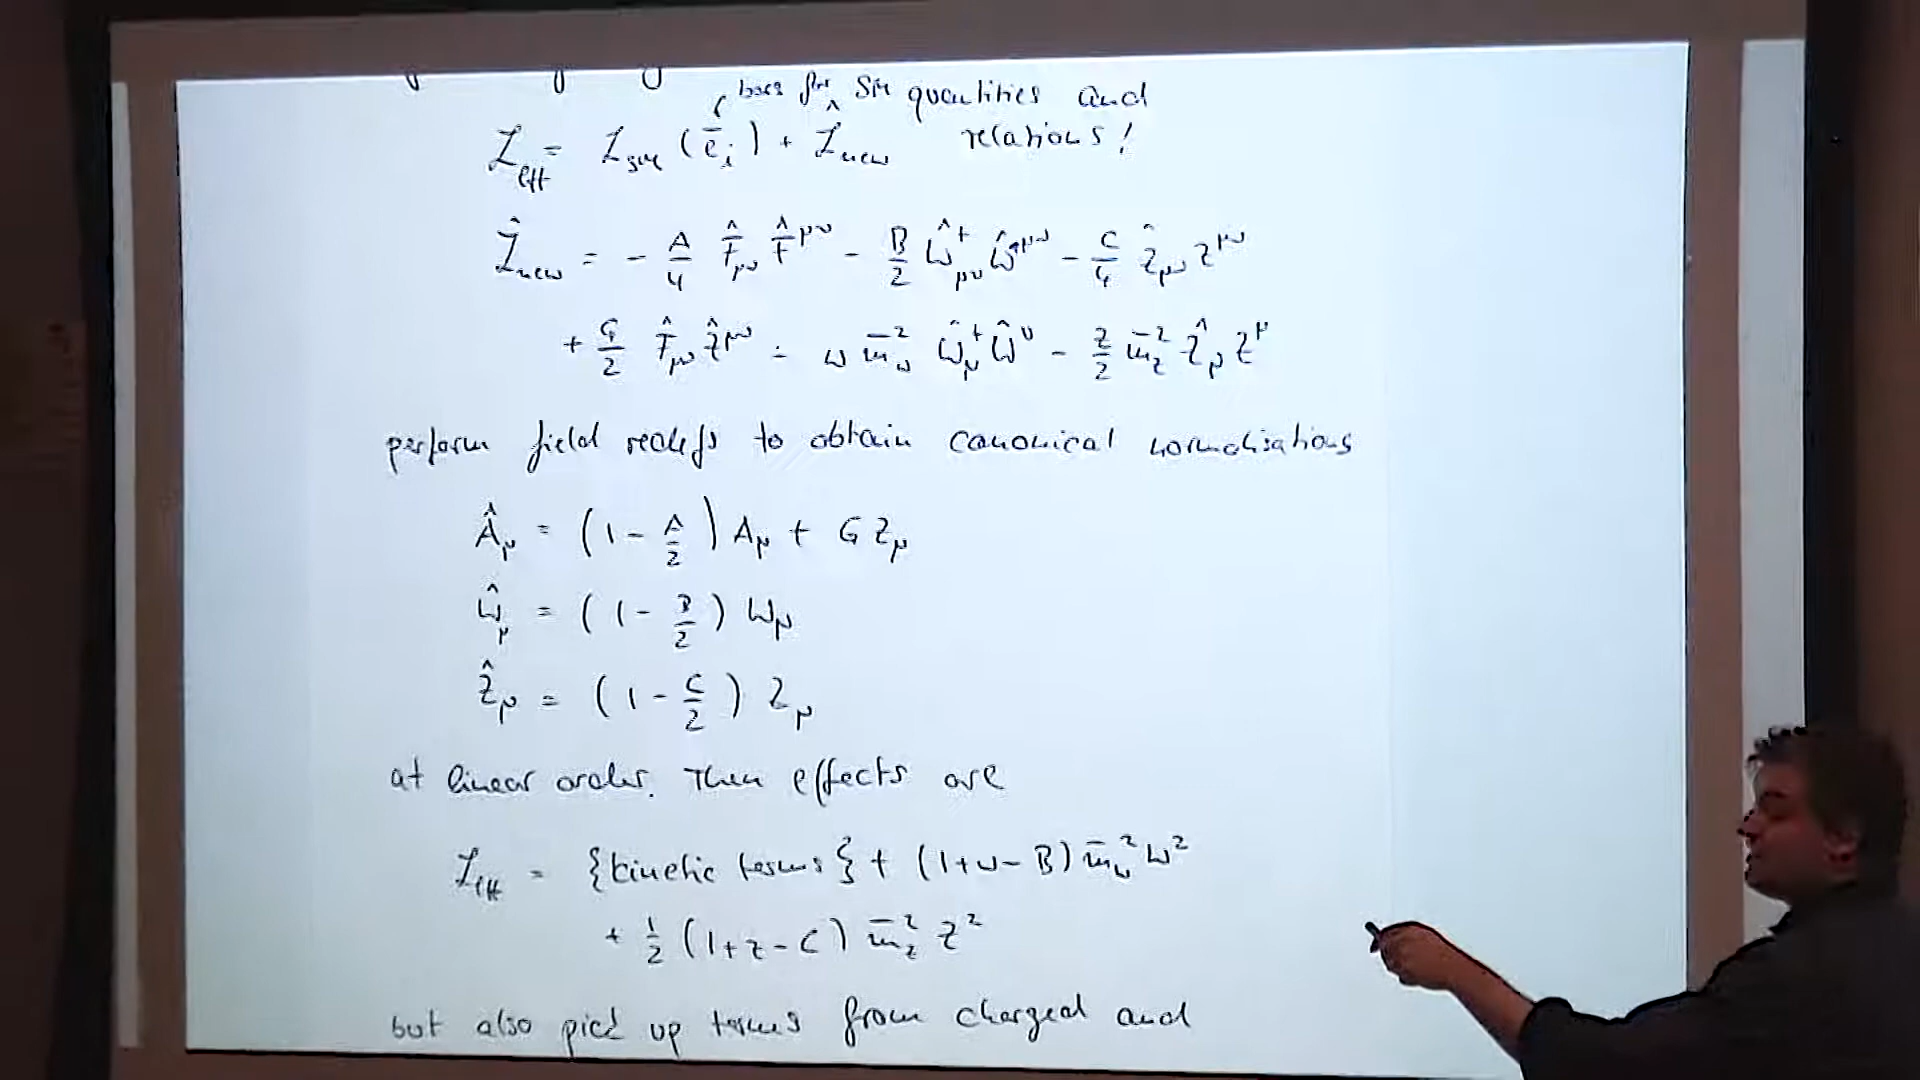 bars for SM quantities and
L_eff = L_SM (ē_i) + L̂_new relations!
L̂_new = - A/4 F̂_μν F̂^μν - B/2 Ŵ^+_μν Ŵ^μν - C/4 Ẑ_μν Z^μν
+ G/2 F̂_μν Ẑ^μν - w m̄_w^2 Ŵ^+_μ Ŵ^μ - z/2 m̄_z^2 Ẑ_μ Z^μ
perform field redefs to obtain canonical normalisations
Â_μ = (1 - A/2) A_μ + G Z_μ
Ŵ_μ = (1 - B/2) W_μ
Ẑ_μ = (1 - C/2) Z_μ
at linear order. Then effects are
L_eff = {kinetic terms} + (1+w-B) m̄_w^2 W^2
+ 1/2 (1+z-C) m̄_z^2 Z^2
but also pick up terms from charged and